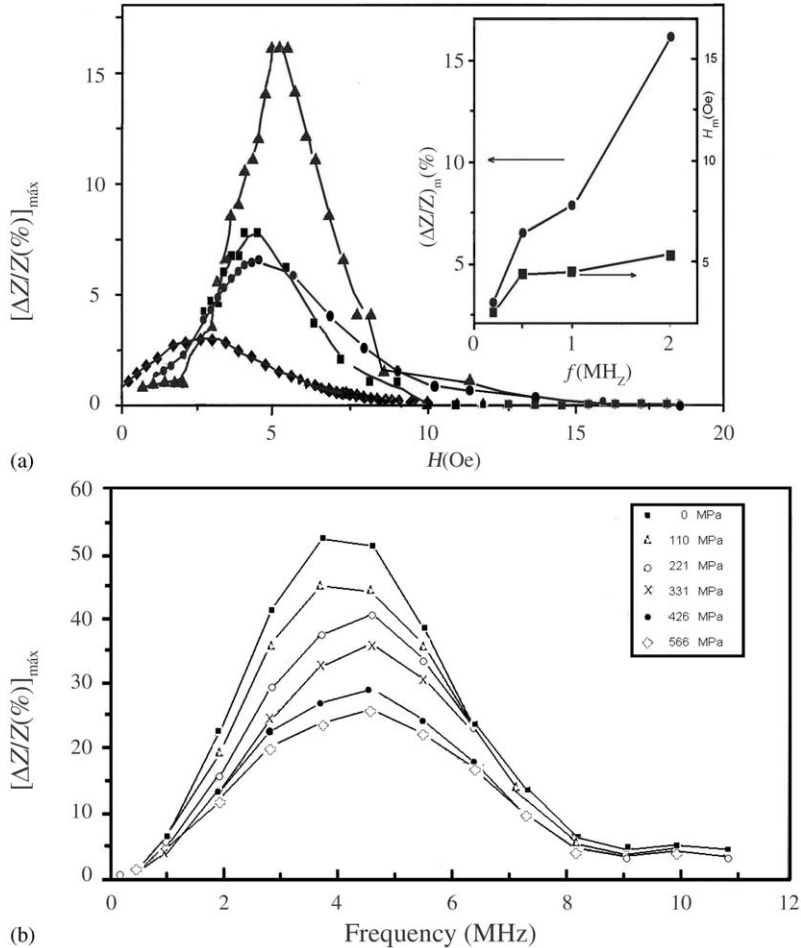 15
10
5
0
[ΔZ/Z(%)]máx
0
5
10
15
20
H(Oe)
(a)
15
10
5
(ΔZ/Z)m(%)
15
10
5
Hm(Oe)
0
1
2
f(MHZ)
60
50
40
30
20
10
0
[ΔZ/Z(%)]máx
0 MPa
110 MPa
221 MPa
331 MPa
426 MPa
566 MPa
0
2
4
6
8
10
12
Frequency (MHz)
(b)